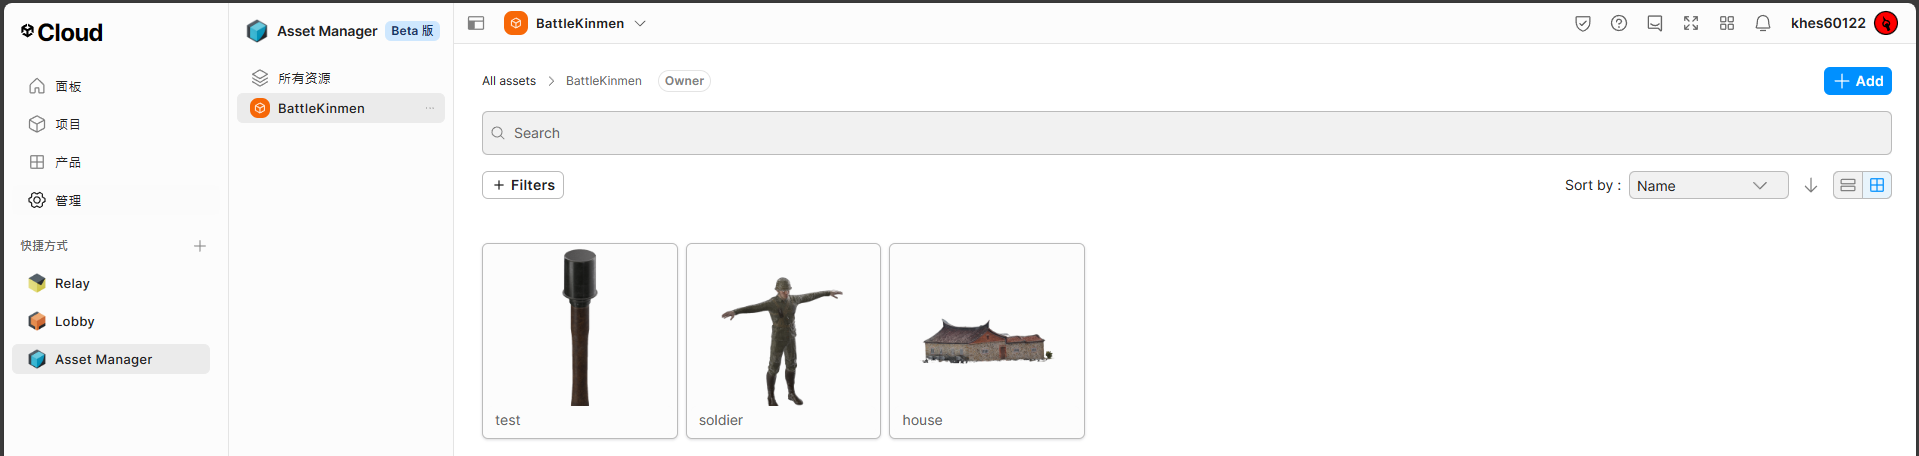 Cloud
面板
项目
产品
管理
快捷方式
Relay
Lobby
Asset Manager
Asset Manager Beta 版
所有资源
BattleKinmen
BattleKinmen
khes60122
All assets > BattleKinmen Owner
+ Add
Search
+ Filters
Sort by : Name
test
soldier
house